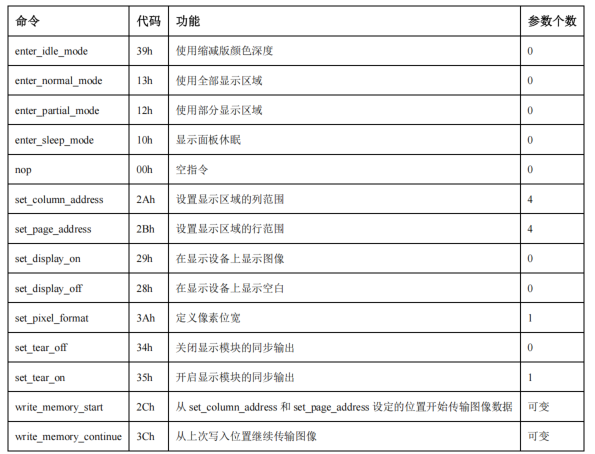 命令 代码 功能 参数个数
enter_idle_mode 39h 使用缩减版颜色深度 0
enter_normal_mode 13h 使用全部显示区域 0
enter_partial_mode 12h 使用部分显示区域 0
enter_sleep_mode 10h 显示面板休眠 0
nop 00h 空指令 0
set_column_address 2Ah 设置显示区域的列范围 4
set_page_address 2Bh 设置显示区域的行范围 4
set_display_on 29h 在显示设备上显示图像 0
set_display_off 28h 在显示设备上显示空白 0
set_pixel_format 3Ah 定义像素位宽 1
set_tear_off 34h 关闭显示模块的同步输出 0
set_tear_on 35h 开启显示模块的同步输出 1
write_memory_start 2Ch 从 set_column_address 和 set_page_address 设定的位置开始传输图像数据 可变
write_memory_continue 3Ch 从上次写入位置继续传输图像 可变